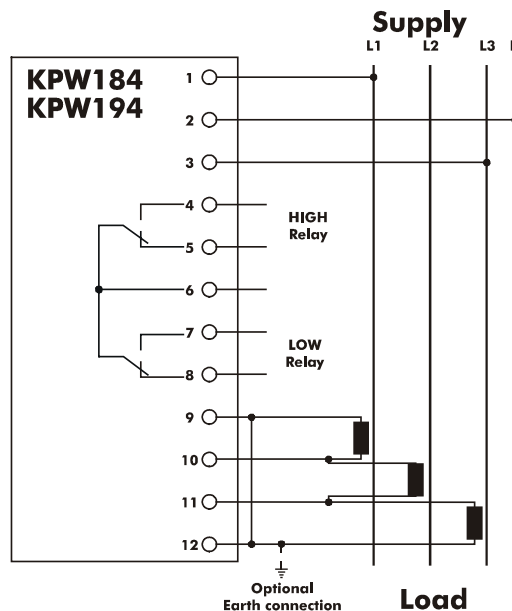 Supply
L1 L2 L3
KPW184
KPW194
1
2
3
4
HIGH
Relay
5
6
7
LOW
Relay
8
9
10
11
12
Optional
Earth connection
Load